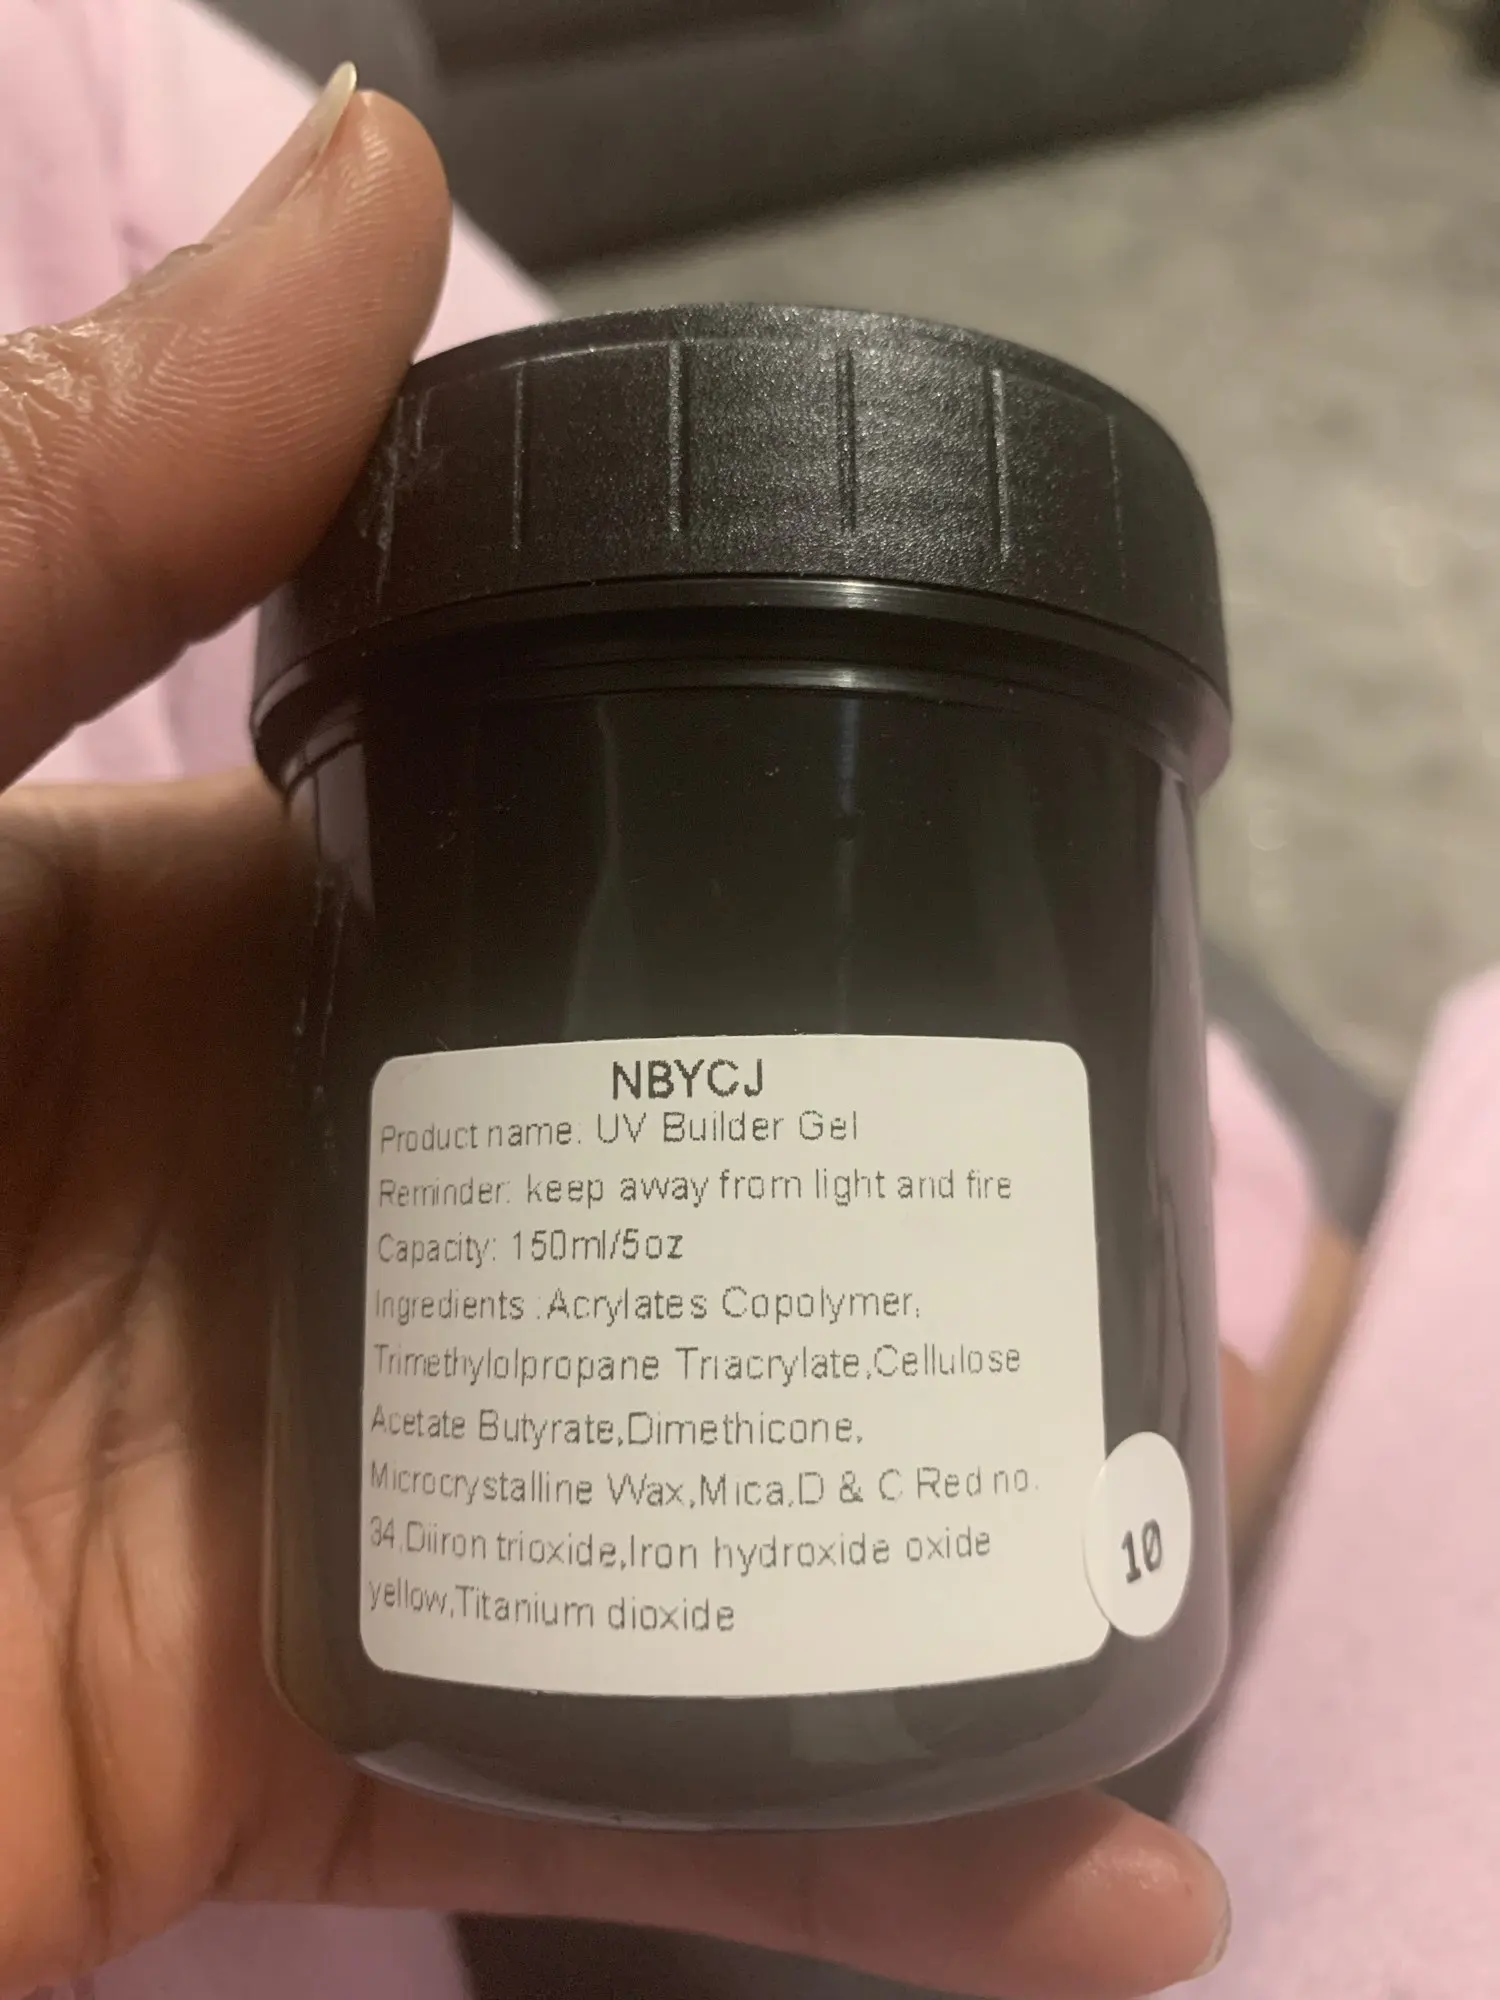 NBYCJ
Product name: UV Builder Gel
Reminder: keep away from light and fire
Capacity: 150ml/5oz
Ingredients :Acrylates Copolymer,
Trimethylolpropane Triacrylate,Cellulose
Acetate Butyrate,Dimethicone,
Microcrystalline Wax,Mica,D & C Red no.
34,Diiron trioxide,Iron hydroxide oxide
yellow,Titanium dioxide
10